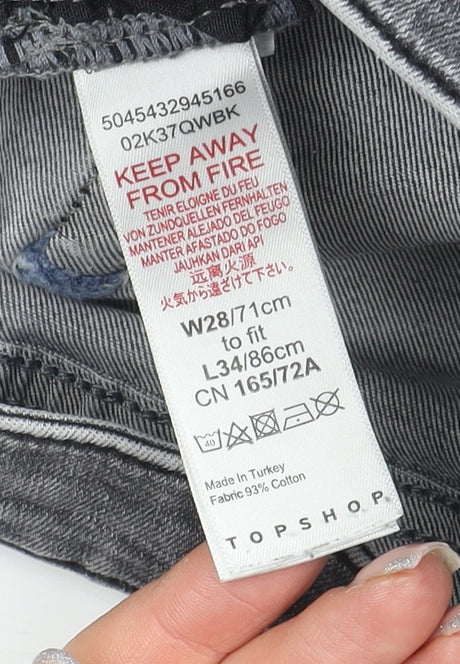 5045432945166
02K37QWBK
KEEP AWAY
FROM FIRE
TENIR ELOIGNE DU FEU
VON ZUNDQUELLEN FERNHALTEN
MANTENER ALEJADO DEL FEUGO
MANTER AFASTADO DO FOGO
JAUHKAN DARI API
远离火源
火気から遠ざけて下さい。
W28/71cm
to fit
L34/86cm
CN 165/72A
40
Made In Turkey
Fabric 93% Cotton
TOPSHOP